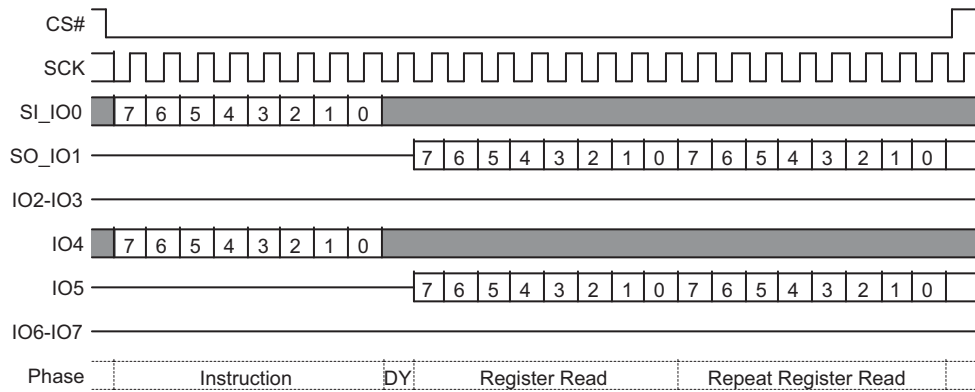 CS#
SCK
SI_IO0 7 6 5 4 3 2 1 0
SO_IO1 7 6 5 4 3 2 1 0 7 6 5 4 3 2 1 0
IO2-IO3
IO4 7 6 5 4 3 2 1 0
IO5 7 6 5 4 3 2 1 0 7 6 5 4 3 2 1 0
IO6-IO7
Phase Instruction DY Register Read Repeat Register Read